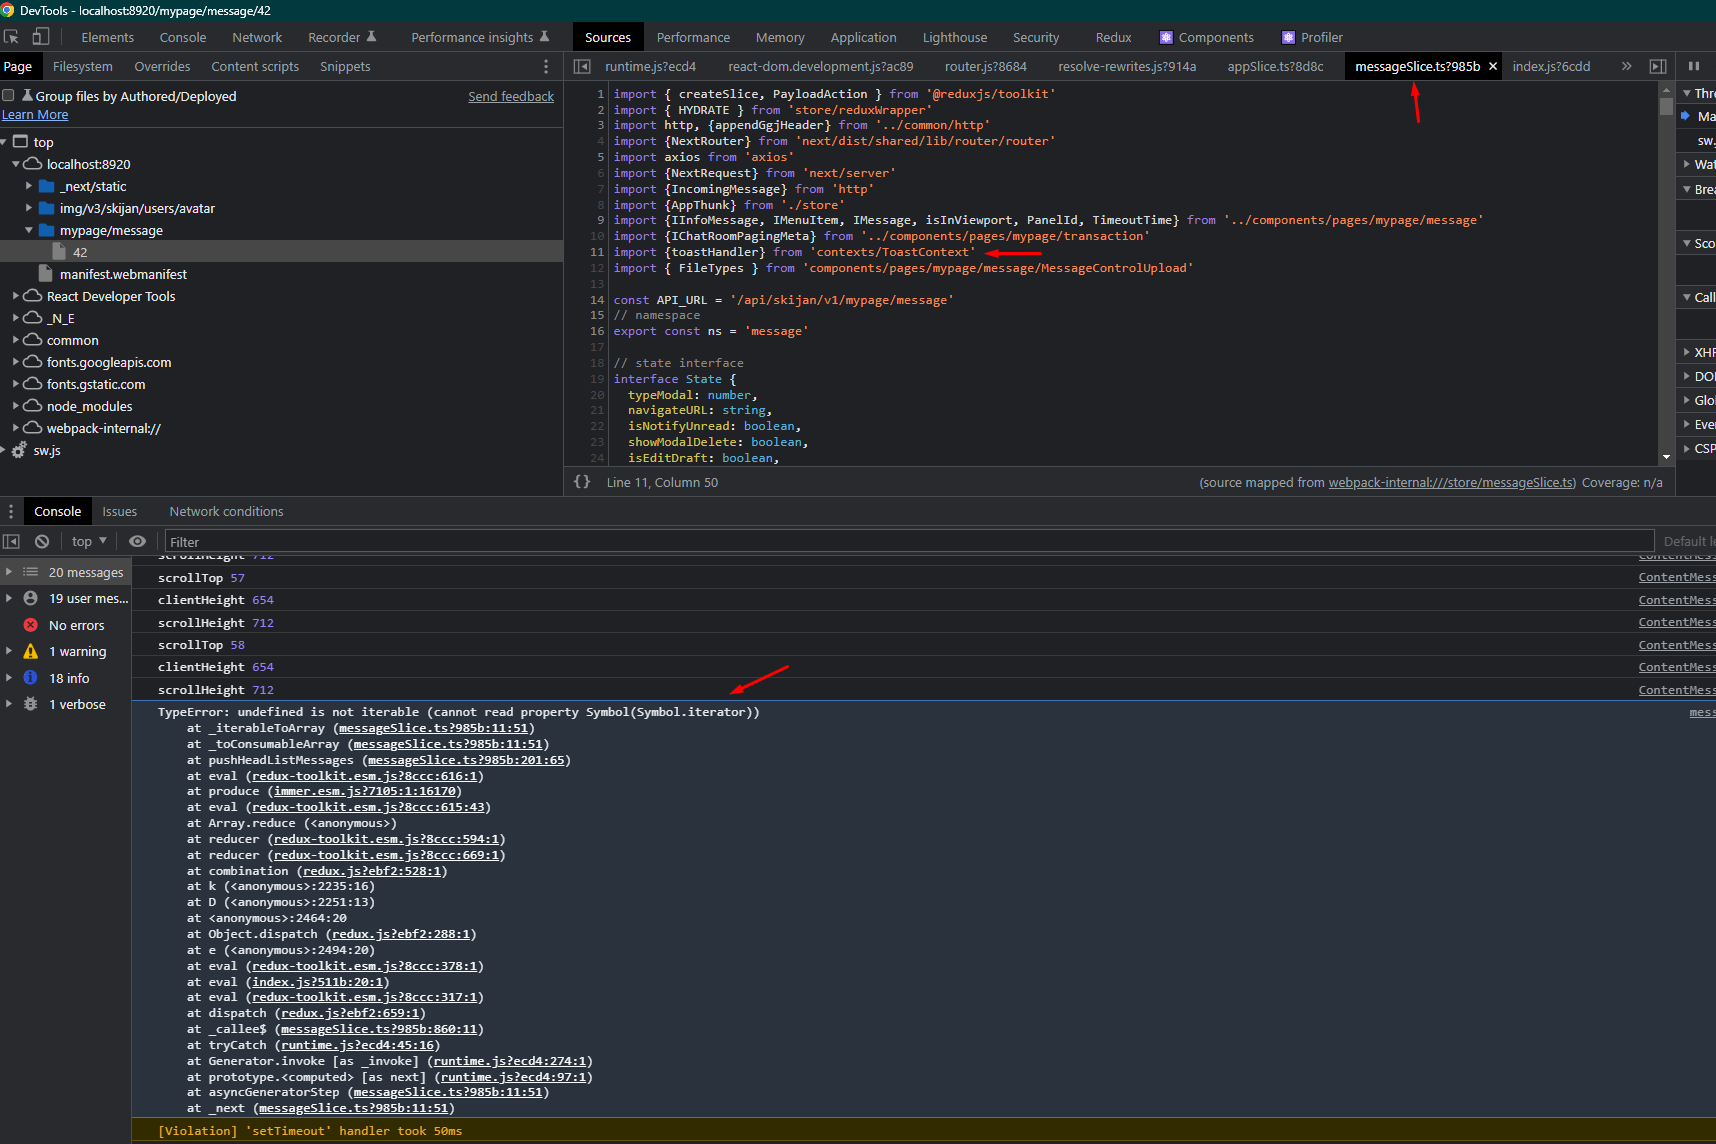 DevTools - localhost:8920/mypage/message/42
Elements Console Network Recorder Performance insights Sources Performance Memory Application Lighthouse Security Redux Components Profiler
Page Filesystem Overrides Content scripts Snippets
runtime.js?ecd4 react-dom.development.js?ac89 router.js?8684 resolve-rewrites.js?914a appSlice.ts?8d8c messageSlice.ts?985b × index.js?6cdd »
Group files by Authored/Deployed Send feedback
Learn More
top
localhost:8920
_next/static
img/v3/skijan/users/avatar
mypage/message
42
manifest.webmanifest
React Developer Tools
_N_E
common
fonts.googleapis.com
fonts.gstatic.com
node_modules
webpack-internal://
sw.js
1 import { createSlice, PayloadAction } from '@reduxjs/toolkit'
2 import { HYDRATE } from 'store/reduxWrapper'
3 import http, {appendGgjHeader} from '../common/http'
4 import {NextRouter} from 'next/dist/shared/lib/router/router'
5 import axios from 'axios'
6 import {NextRequest} from 'next/server'
7 import {IncomingMessage} from 'http'
8 import {AppThunk} from './store'
9 import {IInfoMessage, IMenuItem, IMessage, isInViewport, PanelId, TimeoutTime} from '../components/pages/mypage/message'
10 import {IChatRoomPagingMeta} from '../components/pages/mypage/transaction'
11 import {toastHandler} from 'contexts/ToastContext'
12 import { FileTypes } from 'components/pages/mypage/message/MessageControlUpload'
13
14 const API_URL = '/api/skijan/v1/mypage/message'
15 // namespace
16 export const ns = 'message'
17
18 // state interface
19 interface State {
20 typeModal: number,
21 navigateURL: string,
22 isNotifyUnread: boolean,
23 showModalDelete: boolean,
24 isEditDraft: boolean,
{} Line 11, Column 50 (source mapped from webpack-internal:///store/messageSlice.ts) Coverage: n/a
Thre
Ma
sw.
Wat
Brea
Sco
Call
XHF
DOI
Glol
Ever
CSP
Console Issues Network conditions
top Filter Default le
20 messages
19 user mes...
No errors
1 warning
18 info
1 verbose
scrollHeight 712 ContentMess
scrollTop 57 ContentMess
clientHeight 654 ContentMess
scrollHeight 712 ContentMess
scrollTop 58 ContentMess
clientHeight 654 ContentMess
scrollHeight 712 ContentMess
TypeError: undefined is not iterable (cannot read property Symbol(Symbol.iterator)) mess
at _iterableToArray (messageSlice.ts?985b:11:51)
at _toConsumableArray (messageSlice.ts?985b:11:51)
at pushHeadListMessages (messageSlice.ts?985b:201:65)
at eval (redux-toolkit.esm.js?8ccc:616:1)
at produce (immer.esm.js?7105:1:16170)
at eval (redux-toolkit.esm.js?8ccc:615:43)
at Array.reduce (<anonymous>)
at reducer (redux-toolkit.esm.js?8ccc:594:1)
at reducer (redux-toolkit.esm.js?8ccc:669:1)
at combination (redux.js?ebf2:528:1)
at k (<anonymous>:2235:16)
at D (<anonymous>:2251:13)
at <anonymous>:2464:20
at Object.dispatch (redux.js?ebf2:288:1)
at e (<anonymous>:2494:20)
at eval (redux-toolkit.esm.js?8ccc:378:1)
at eval (index.js?511b:20:1)
at eval (redux-toolkit.esm.js?8ccc:317:1)
at dispatch (redux.js?ebf2:659:1)
at _callee$ (messageSlice.ts?985b:860:11)
at tryCatch (runtime.js?ecd4:45:16)
at Generator.invoke [as _invoke] (runtime.js?ecd4:274:1)
at prototype.<computed> [as next] (runtime.js?ecd4:97:1)
at asyncGeneratorStep (messageSlice.ts?985b:11:51)
at _next (messageSlice.ts?985b:11:51)
[Violation] 'setTimeout' handler took 50ms